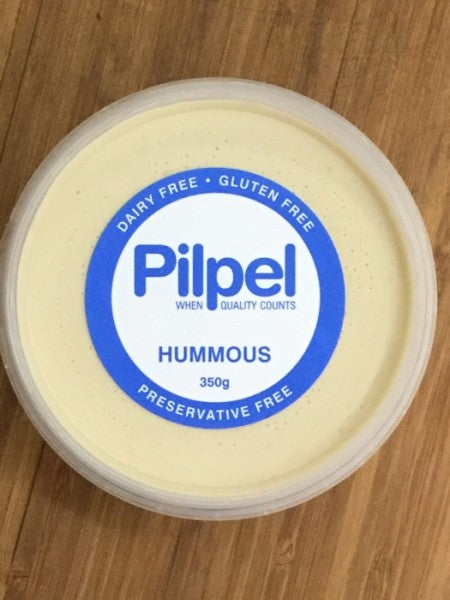 DAIRY FREE • GLUTEN FREE
Pilpel
WHEN QUALITY COUNTS
HUMMOUS
350g
PRESERVATIVE FREE